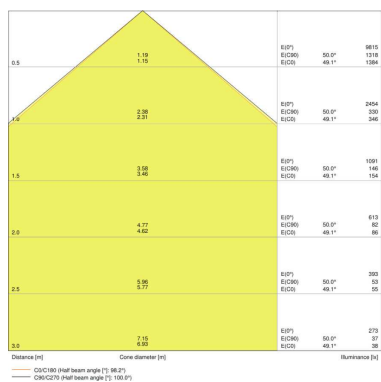 E(0°) 9815
1.19 E(C90) 50.0° 1318
0.5 1.15 E(C0) 49.1° 1384
E(0°) 2454
2.38 E(C90) 50.0° 330
1.0 2.31 E(C0) 49.1° 346
E(0°) 1091
3.58 E(C90) 50.0° 146
1.5 3.46 E(C0) 49.1° 154
E(0°) 613
4.77 E(C90) 50.0° 82
2.0 4.62 E(C0) 49.1° 86
E(0°) 393
5.96 E(C90) 50.0° 53
2.5 5.77 E(C0) 49.1° 55
E(0°) 273
7.15 E(C90) 50.0° 37
3.0 6.93 E(C0) 49.1° 38
Distance [m] Cone diameter [m] Illuminance [lx]
C0/C180 (Half beam angle [°]: 98.2°)
C90/C270 (Half beam angle [°]: 100.0°)